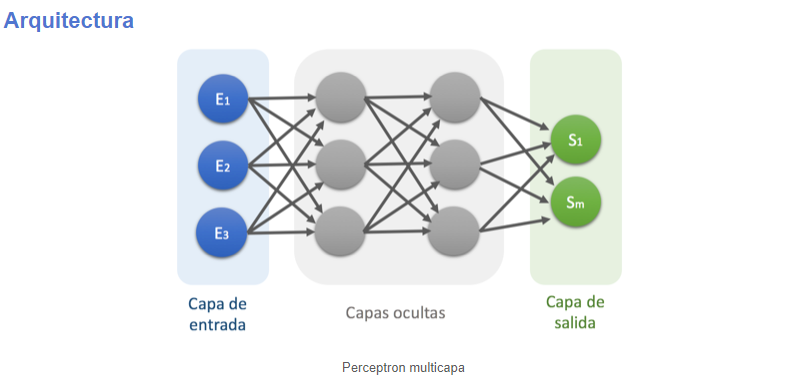 Arquitectura
E1
E2
E3
S1
Sm
Capa de
entrada
Capas ocultas
Capa de
salida
Perceptron multicapa